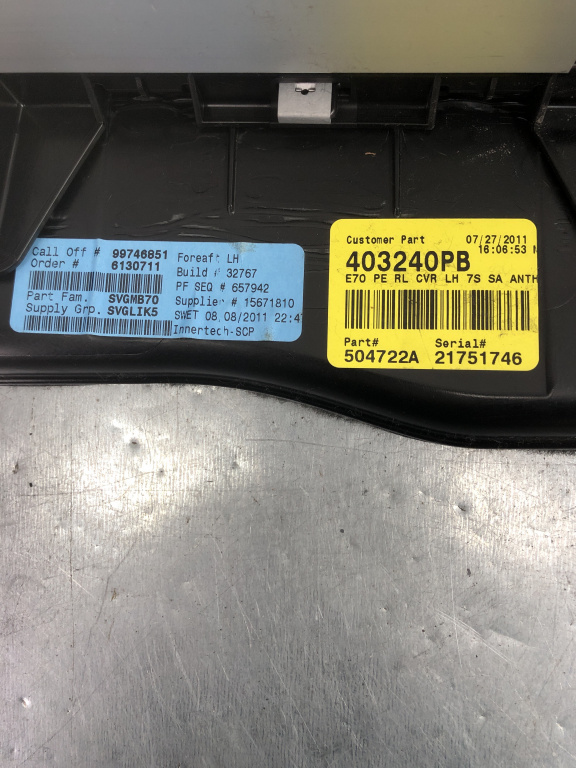 Call Off # 99746851
Order # 6130711
Part Fam. SVGMB70
Supply Grp. SVGLIK5
Foreaft LH
Build # 32767
PF SEQ # 657942
Supplier # 15671810
SWET 08/08/2011 22:4
Innertech-SCP
Customer Part 07/27/2011
16:06:53
403240PB
E70 PE RL CVR LH 7S SA ANTH
Part# Serial#
504722A 21751746